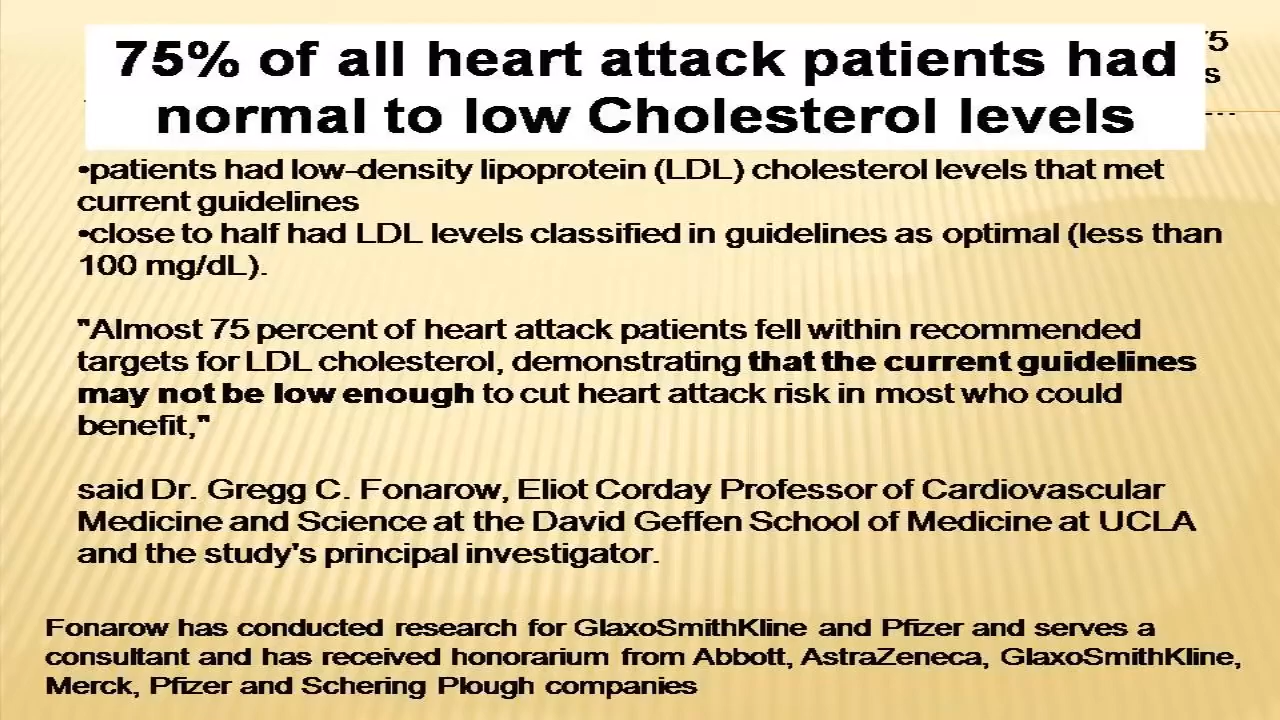 75% of all heart attack patients had
normal to low Cholesterol levels
75
s
•patients had low-density lipoprotein (LDL) cholesterol levels that met
current guidelines
•close to half had LDL levels classified in guidelines as optimal (less than
100 mg/dL).
"Almost 75 percent of heart attack patients fell within recommended
targets for LDL cholesterol, demonstrating that the current guidelines
may not be low enough to cut heart attack risk in most who could
benefit,"
said Dr. Gregg C. Fonarow, Eliot Corday Professor of Cardiovascular
Medicine and Science at the David Geffen School of Medicine at UCLA
and the study's principal investigator.
Fonarow has conducted research for GlaxoSmithKline and Pfizer and serves a
consultant and has received honorarium from Abbott, AstraZeneca, GlaxoSmithKline,
Merck, Pfizer and Schering Plough companies